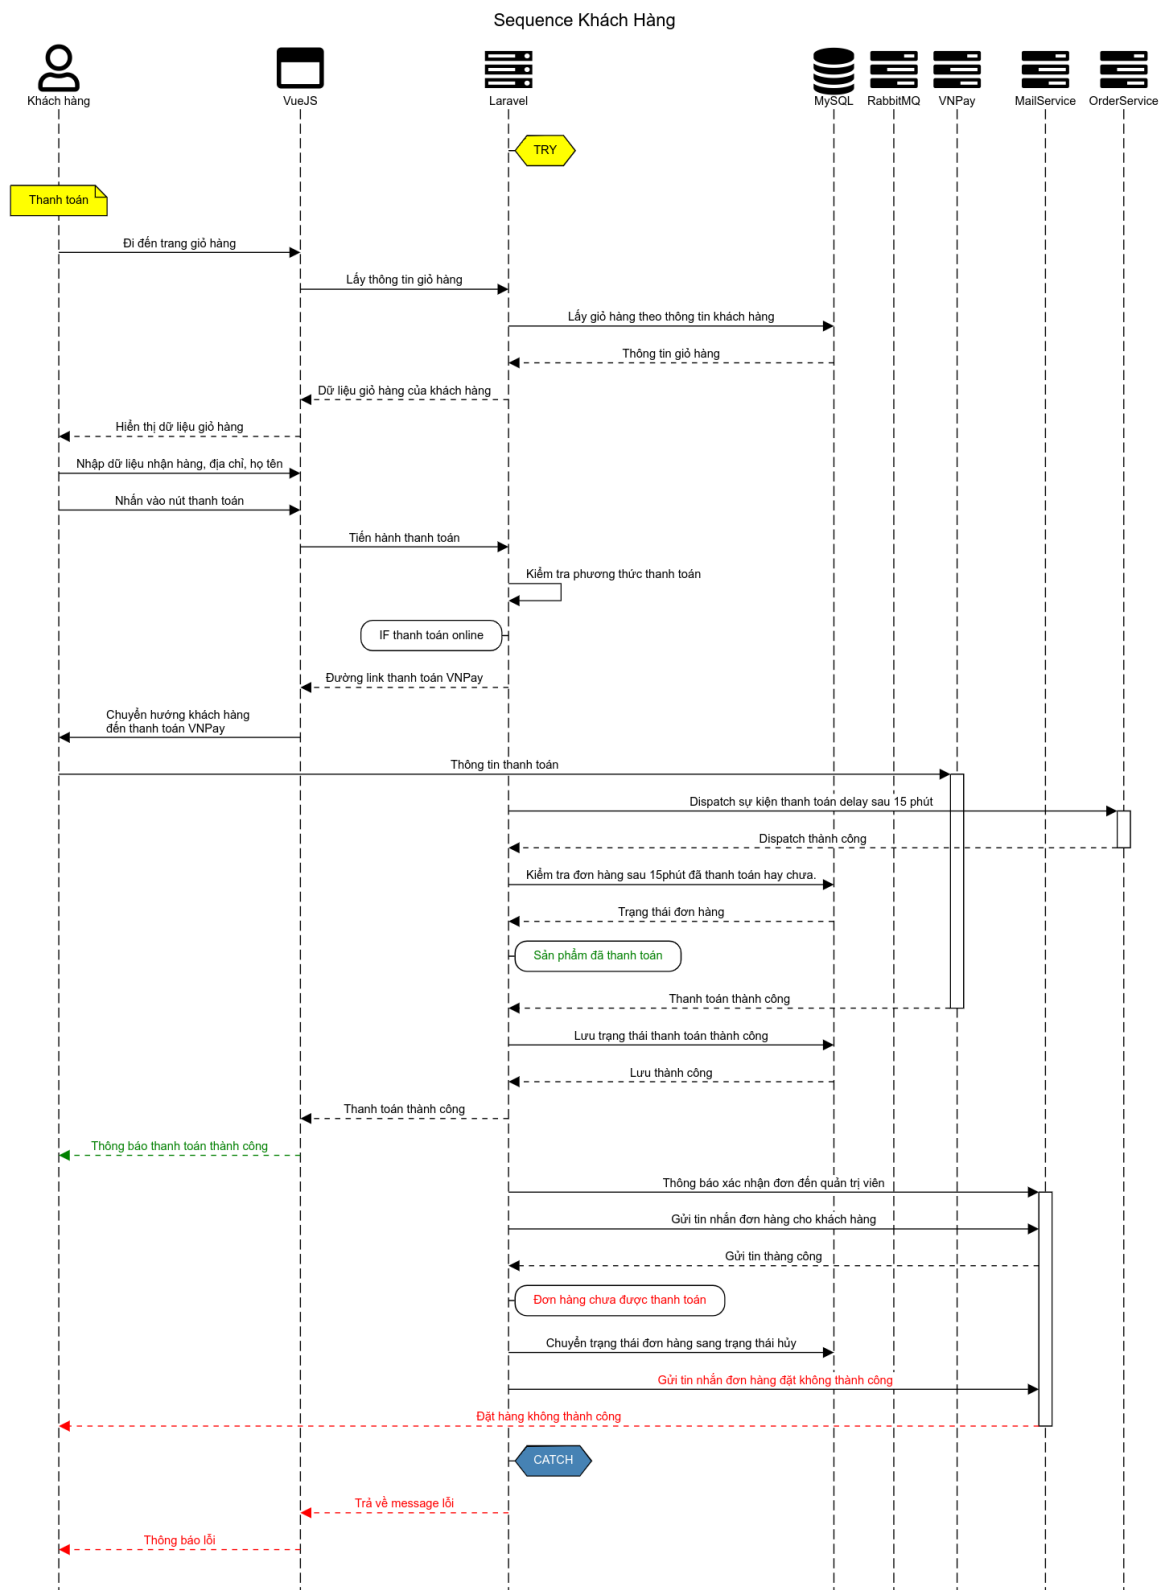 Sequence Khách Hàng
Khách hàng
VueJS
Laravel
MySQL
RabbitMQ
VNPay
MailService
OrderService
TRY
Thanh toán
Đi đến trang giỏ hàng
Lấy thông tin giỏ hàng
Lấy giỏ hàng theo thông tin khách hàng
Thông tin giỏ hàng
Dữ liệu giỏ hàng của khách hàng
Hiển thị dữ liệu giỏ hàng
Nhập dữ liệu nhận hàng, địa chỉ, họ tên
Nhấn vào nút thanh toán
Tiến hành thanh toán
Kiểm tra phương thức thanh toán
IF thanh toán online
Đường link thanh toán VNPay
Chuyển hướng khách hàng
đến thanh toán VNPay
Thông tin thanh toán
Dispatch sự kiện thanh toán delay sau 15 phút
Dispatch thành công
Kiểm tra đơn hàng sau 15phút đã thanh toán hay chưa.
Trạng thái đơn hàng
Sản phẩm đã thanh toán
Thanh toán thành công
Lưu trạng thái thanh toán thành công
Lưu thành công
Thanh toán thành công
Thông báo thanh toán thành công
Thông báo xác nhận đơn đến quản trị viên
Gửi tin nhắn đơn hàng cho khách hàng
Gửi tin thàng công
Đơn hàng chưa được thanh toán
Chuyển trạng thái đơn hàng sang trạng thái hủy
Gửi tin nhắn đơn hàng đặt không thành công
Đặt hàng không thành công
CATCH
Trả về message lỗi
Thông báo lỗi